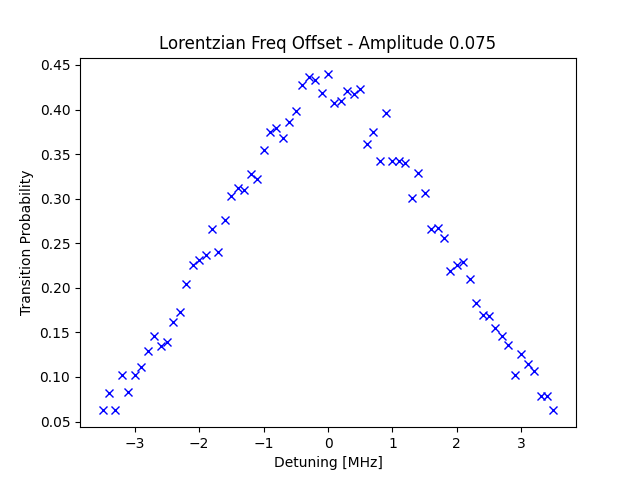 Lorentzian Freq Offset - Amplitude 0.075
0.45
0.40
0.35
0.30
0.25
0.20
0.15
0.10
0.05
Transition Probability
−3 −2 −1 0 1 2 3
Detuning [MHz]